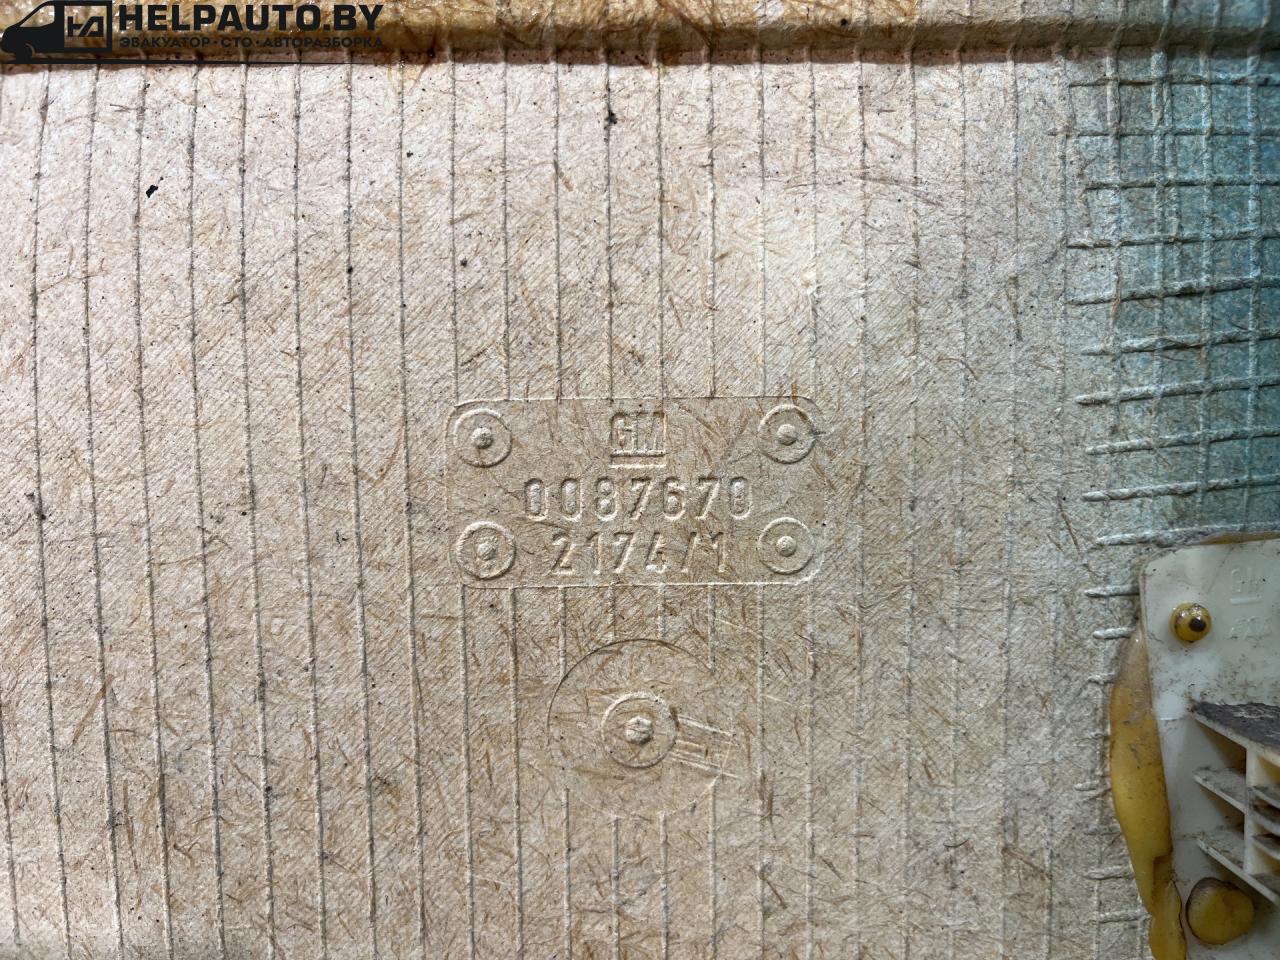 HELPAUTO.BY
ЭВАКУАТОР • СТО • АВТОРАЗБОРКА
GM
0087670
2174/1